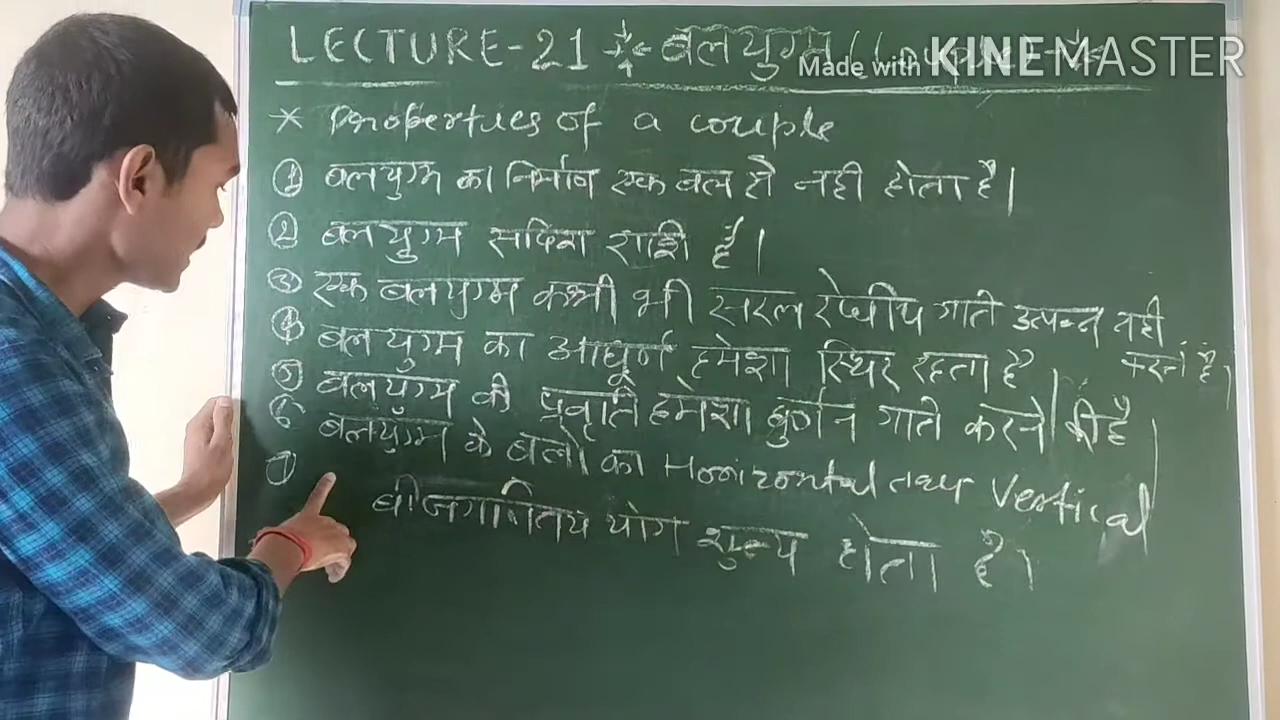 LECTURE-21 बलयुग्म
Made with KINEMASTER
* Properties of a couple
① बलयुग्म का निर्माण एक बल से नही होता है।
② बलयुग्म सदिश राशी है।
③ एक बलयुग्म कभी भी सरल रेखीय गति उत्पन्न नही
करता है।
④ बलयुग्म का आघूर्ण हमेशा स्थिर रहता है
⑤ बलयुग्म की प्रवृति हमेशा घुर्णन गति करने की है
⑥ बलयुग्म के बलो का Horizontal तथा Vertical
⑦
बीजगणितिय योग शुन्य होता है।